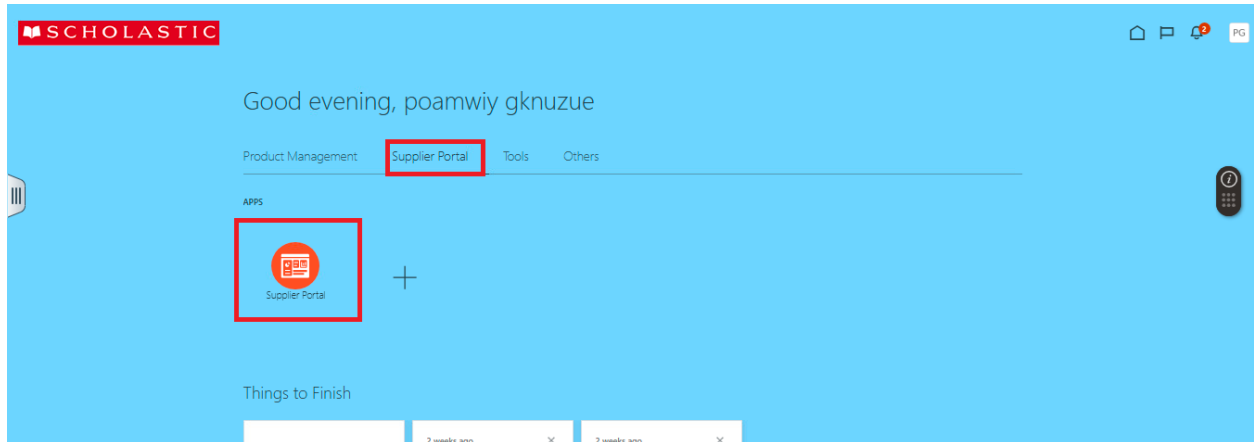 SCHOLASTIC
2
PG
Good evening, poamwiy gknuzue
Product Management Supplier Portal Tools Others
APPS
Supplier Portal
Things to Finish
2 weeks ago
2 weeks ago